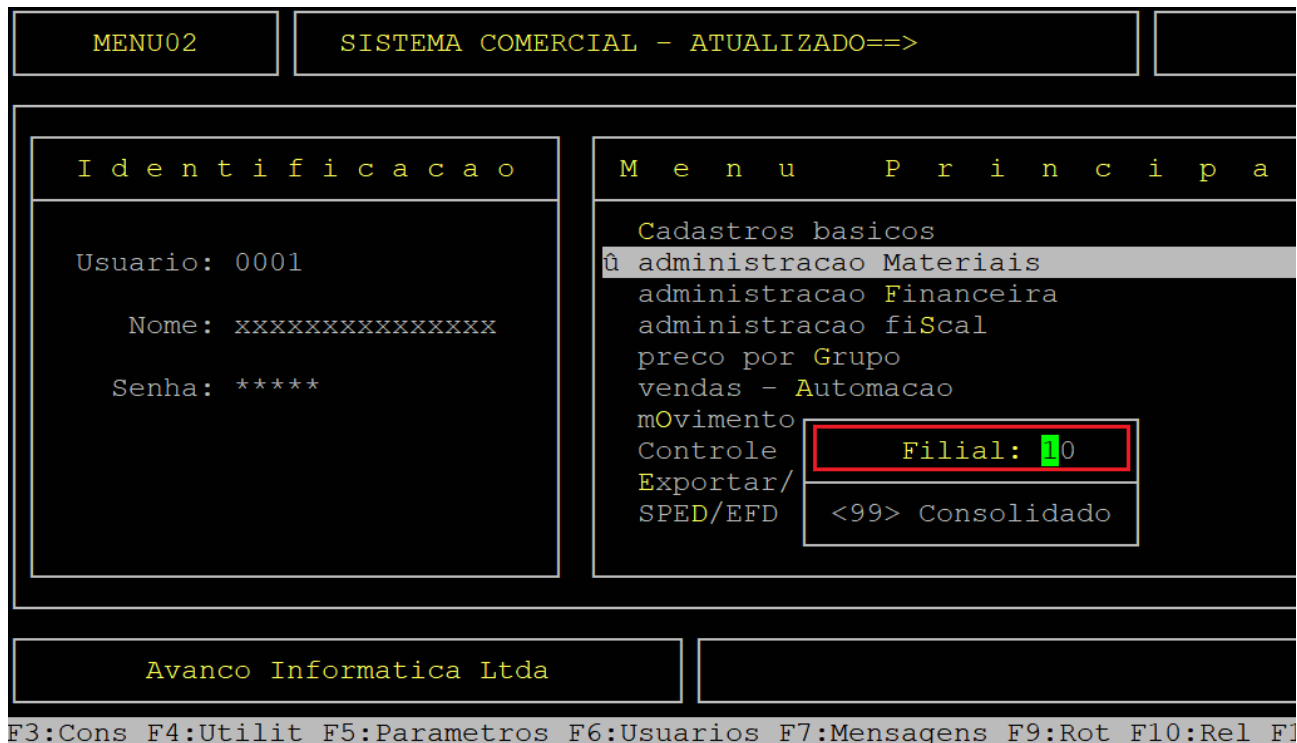 MENU02
SISTEMA COMERCIAL - ATUALIZADO==>
I d e n t i f i c a c a o
Usuario: 0001
Nome: xxxxxxxxxxxxxxx
Senha: *****
M e n u P r i n c i p a
Cadastros basicos
û administracao Materiais
administracao Financeira
administracao fiScal
preco por Grupo
vendas - Automacao
mOvimento
Controle
Exportar/
SPED/EFD
Filial: 10
<99> Consolidado
Avanco Informatica Ltda
F3:Cons F4:Utilit F5:Parametros F6:Usuarios F7:Mensagens F9:Rot F10:Rel F1